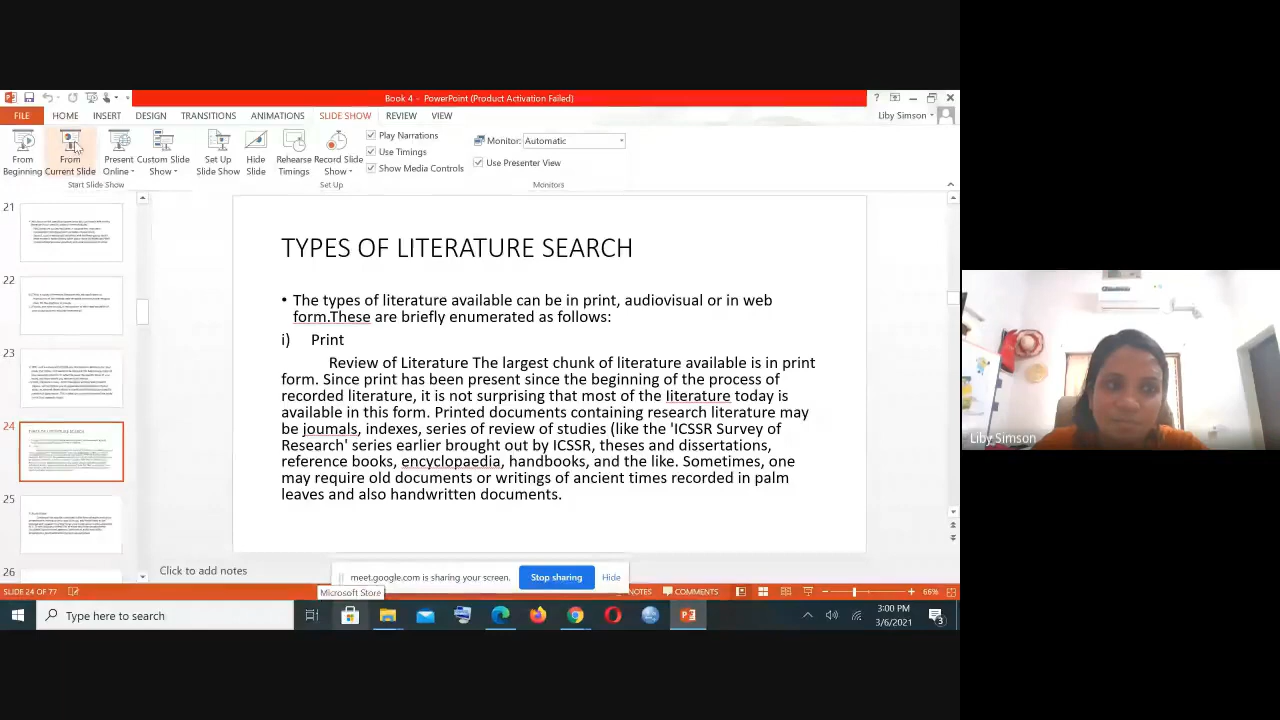 Book 4 - PowerPoint (Product Activation Failed)
FILE HOME INSERT DESIGN TRANSITIONS ANIMATIONS SLIDE SHOW REVIEW VIEW Liby Simson
From Beginning
From Current Slide
Present Online
Custom Slide Show
Set Up Slide Show
Hide Slide
Rehearse Timings
Record Slide Show
Play Narrations
Use Timings
Show Media Controls
Monitor: Automatic
Use Presenter View
Start Slide Show Set Up Monitors
21
22
23
24
25
26
TYPES OF LITERATURE SEARCH
• The types of literature available can be in print, audiovisual or in web
form.These are briefly enumerated as follows:
i) Print
Review of Literature The largest chunk of literature available is in print
form. Since print has been present since the beginning of the process of
recorded literature, it is not surprising that most of the literature today is
available in this form. Printed documents containing research literature may
be joumais, indexes, series of review of studies (like the 'ICSSR Survey of
Research' series earlier brought out by ICSSR, theses and dissertations,
reference books, encyclopaedia, handbooks, and the like. Sometimes, one
may require old documents or writings of ancient times recorded in palm
leaves and also handwritten documents.
Click to add notes
meet.google.com is sharing your screen. Stop sharing Hide
Microsoft Store
SLIDE 24 OF 77 NOTES COMMENTS 66%
Type here to search
3:00 PM
3/6/2021
3
Liby Simson